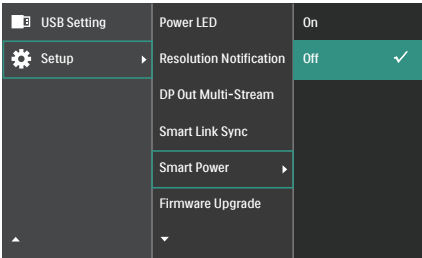 USB Setting
Setup
Power LED
Resolution Notification
DP Out Multi-Stream
Smart Link Sync
Smart Power
Firmware Upgrade
On
Off